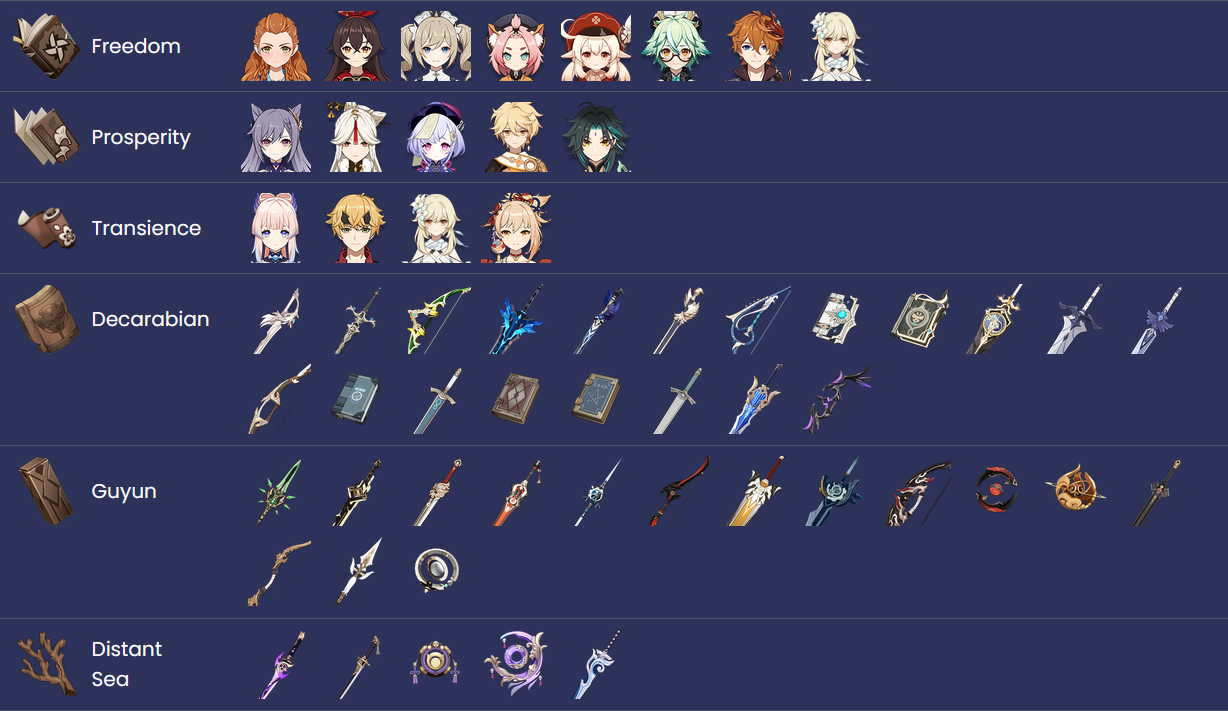 Freedom
Prosperity
Transience
Decarabian
Guyun
Distant
Sea